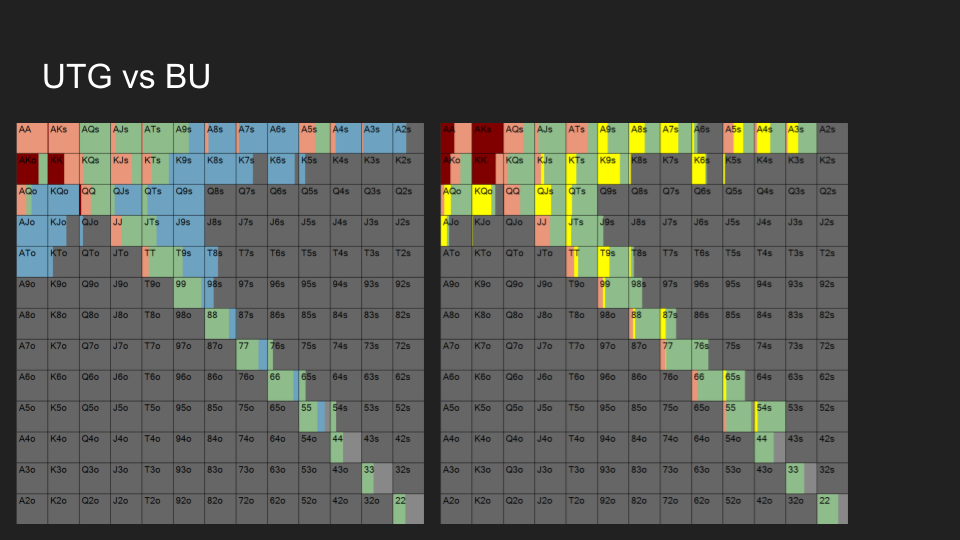 UTG vs BU
AA AKs AQs AJs ATs A9s A8s A7s A6s A5s A4s A3s A2s AA AKs AQs AJs ATs A9s A8s A7s A6s A5s A4s A3s A2s
AKo KK KQs KJs KTs K9s K8s K7s K6s K5s K4s K3s K2s AKo KK KQs KJs KTs K9s K8s K7s K6s K5s K4s K3s K2s
AQo KQo QQ QJs QTs Q9s Q8s Q7s Q6s Q5s Q4s Q3s Q2s AQo KQo QQ QJs QTs Q9s Q8s Q7s Q6s Q5s Q4s Q3s Q2s
AJo KJo QJo JJ JTs J9s J8s J7s J6s J5s J4s J3s J2s AJo KJo QJo JJ JTs J9s J8s J7s J6s J5s J4s J3s J2s
ATo KTo QTo JTo TT T9s T8s T7s T6s T5s T4s T3s T2s ATo KTo QTo JTo TT T9s T8s T7s T6s T5s T4s T3s T2s
A9o K9o Q9o J9o T9o 99 98s 97s 96s 95s 94s 93s 92s A9o K9o Q9o J9o T9o 99 98s 97s 96s 95s 94s 93s 92s
A8o K8o Q8o J8o T8o 98o 88 87s 86s 85s 84s 83s 82s A8o K8o Q8o J8o T8o 98o 88 87s 86s 85s 84s 83s 82s
A7o K7o Q7o J7o T7o 97o 87o 77 76s 75s 74s 73s 72s A7o K7o Q7o J7o T7o 97o 87o 77 76s 75s 74s 73s 72s
A6o K6o Q6o J6o T6o 96o 86o 76o 66 65s 64s 63s 62s A6o K6o Q6o J6o T6o 96o 86o 76o 66 65s 64s 63s 62s
A5o K5o Q5o J5o T5o 95o 85o 75o 65o 55 54s 53s 52s A5o K5o Q5o J5o T5o 95o 85o 75o 65o 55 54s 53s 52s
A4o K4o Q4o J4o T4o 94o 84o 74o 64o 54o 44 43s 42s A4o K4o Q4o J4o T4o 94o 84o 74o 64o 54o 44 43s 42s
A3o K3o Q3o J3o T3o 93o 83o 73o 63o 53o 43o 33 32s A3o K3o Q3o J3o T3o 93o 83o 73o 63o 53o 43o 33 32s
A2o K2o Q2o J2o T2o 92o 82o 72o 62o 52o 42o 32o 22 A2o K2o Q2o J2o T2o 92o 82o 72o 62o 52o 42o 32o 22